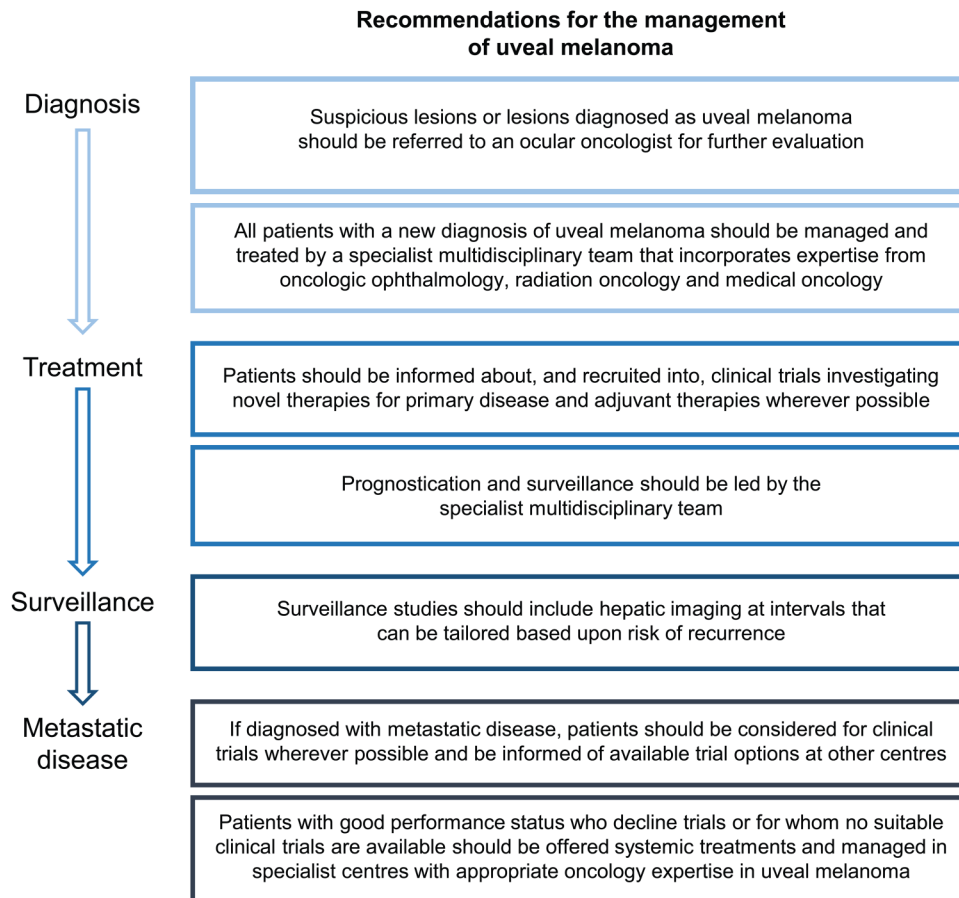 Recommendations for the management
of uveal melanoma
Diagnosis
Suspicious lesions or lesions diagnosed as uveal melanoma
should be referred to an ocular oncologist for further evaluation
All patients with a new diagnosis of uveal melanoma should be managed and
treated by a specialist multidisciplinary team that incorporates expertise from
oncologic ophthalmology, radiation oncology and medical oncology
Treatment
Patients should be informed about, and recruited into, clinical trials investigating
novel therapies for primary disease and adjuvant therapies wherever possible
Prognostication and surveillance should be led by the
specialist multidisciplinary team
Surveillance
Surveillance studies should include hepatic imaging at intervals that
can be tailored based upon risk of recurrence
Metastatic
disease
If diagnosed with metastatic disease, patients should be considered for clinical
trials wherever possible and be informed of available trial options at other centres
Patients with good performance status who decline trials or for whom no suitable
clinical trials are available should be offered systemic treatments and managed in
specialist centres with appropriate oncology expertise in uveal melanoma